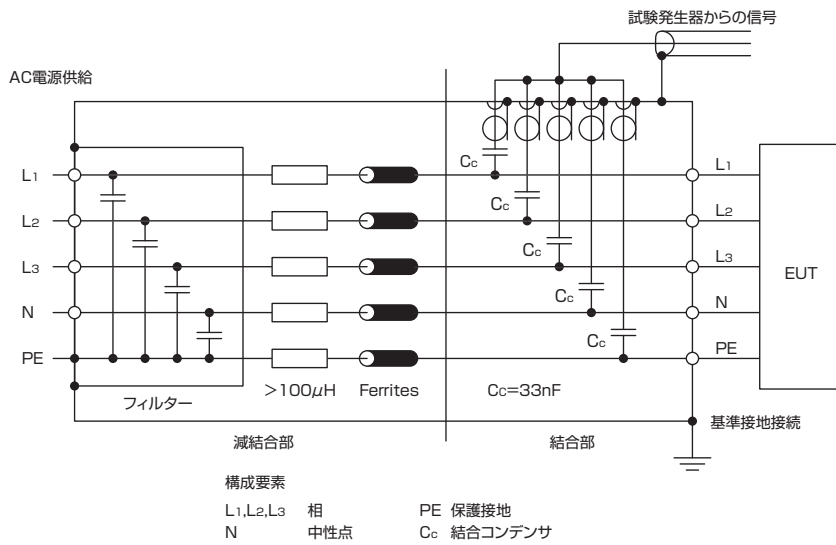 試験発生器からの信号
AC電源供給
L1
L2
L3
N
PE
Cc
Cc
Cc
Cc
Cc
L1
L2
L3
N
PE
EUT
フィルター
>100μH
Ferrites
Cc=33nF
減結合部
結合部
基準接地接続
構成要素
L1,L2,L3 相 PE 保護接地
N 中性点 Cc 結合コンデンサ